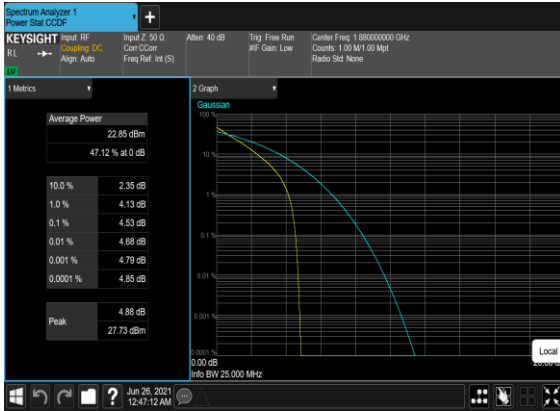 Spectrum Analyzer 1
Power Stat CCDF
KEYSIGHT
RL
Input: RF
Coupling: DC
Align: Auto
Input Z: 50 Ω
Corr CCorr
Freq Ref: Int (S)
Atten: 40 dB
Trig: Free Run
#IF Gain: Low
Center Freq: 1.880000000 GHz
Counts: 1.00 M/1.00 Mpt
Radio Std: None
1 Metrics
Average Power
22.85 dBm
47.12 % at 0 dB
10.0 % 2.35 dB
1.0 % 4.13 dB
0.1 % 4.53 dB
0.01 % 4.68 dB
0.001 % 4.79 dB
0.0001 % 4.85 dB
Peak
4.88 dB
27.73 dBm
2 Graph
Gaussian
100 %
10 %
1 %
0.1 %
0.01 %
0.001 %
0.0001 %
0.00 dB
Info BW 25.000 MHz
Local
Jun 26, 2021
12:47:12 AM